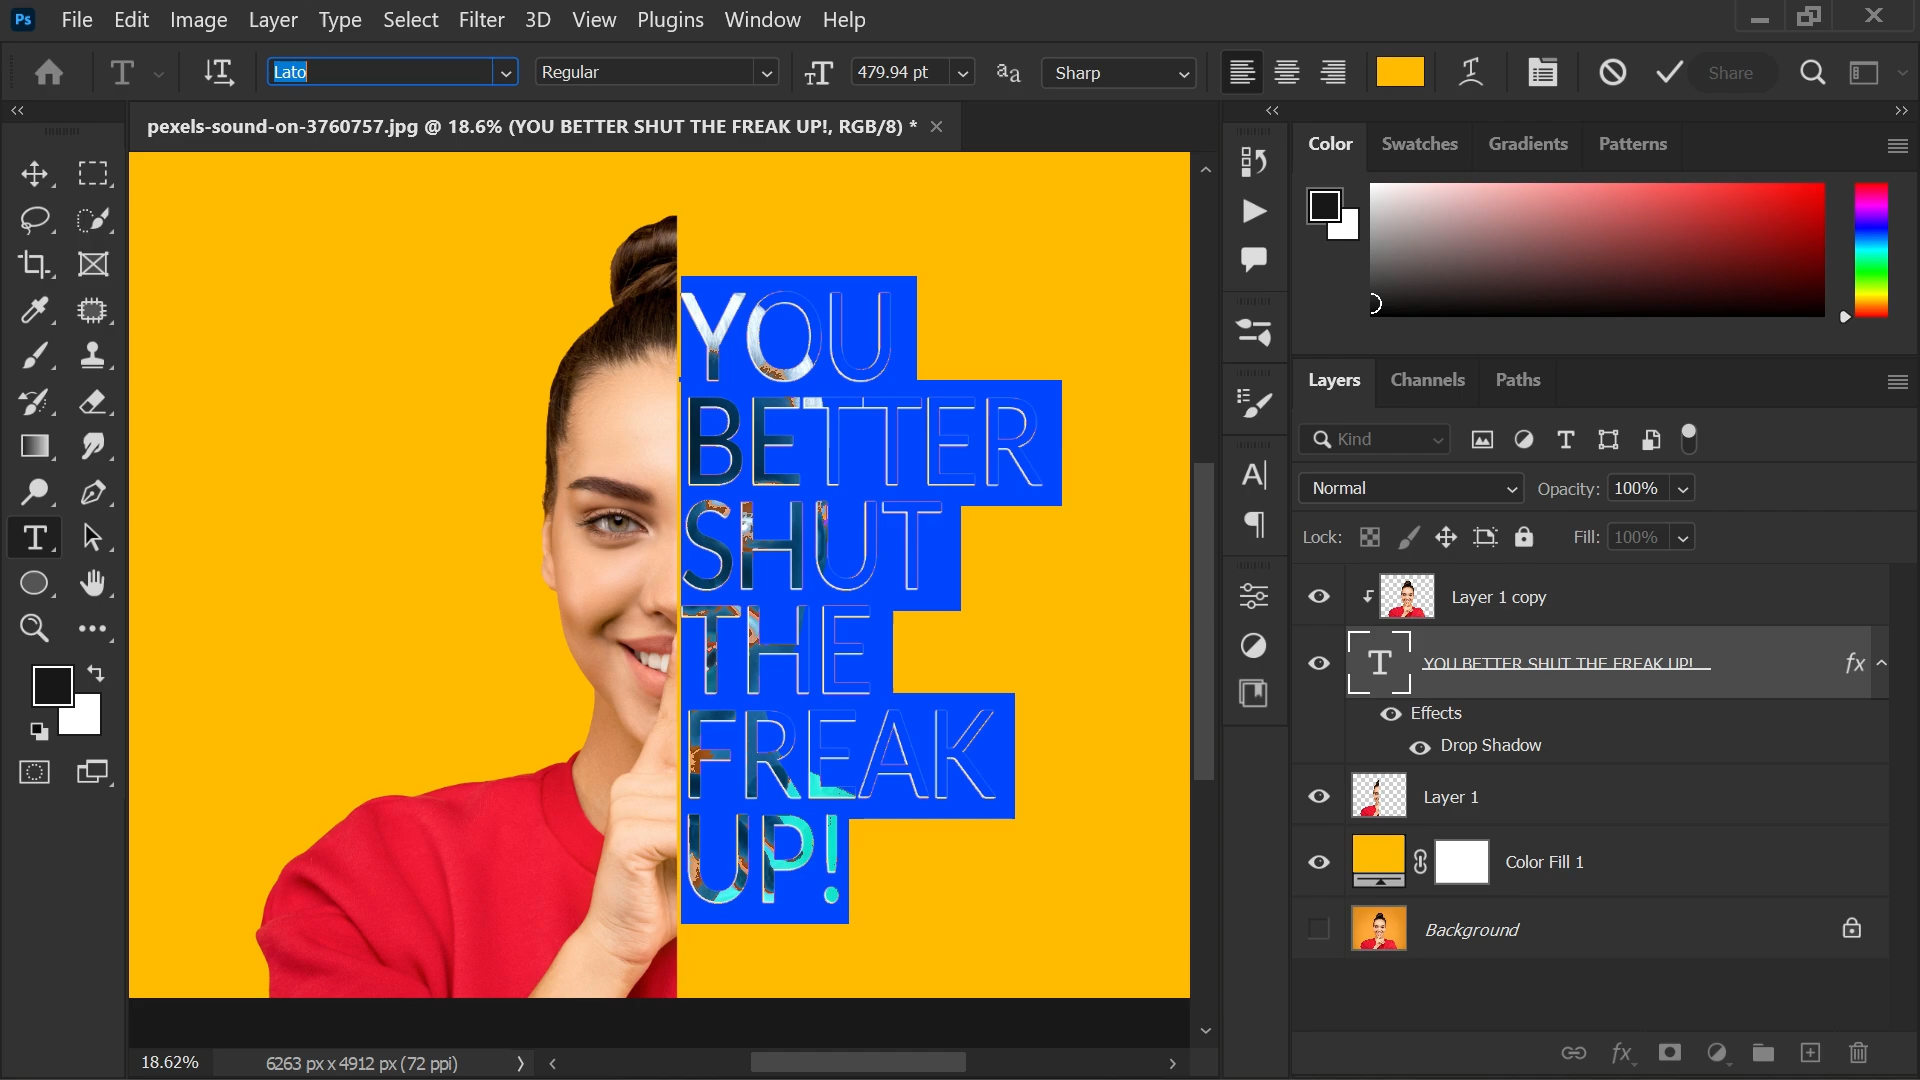 Ps File Edit Image Layer Type Select Filter 3D View Plugins Window Help
T Lato Regular 479.94 pt aa Sharp Share
pexels-sound-on-3760757.jpg @ 18.6% (YOU BETTER SHUT THE FREAK UP!, RGB/8) *
Color Swatches Gradients Patterns
YOU
BETTER
SHUT
THE
FREAK
UP!
Layers Channels Paths
Kind
Normal Opacity: 100%
Lock: Fill: 100%
Layer 1 copy
T YOU BETTER SHUT THE FREAK UP! fx
Effects
Drop Shadow
Layer 1
Color Fill 1
Background
18.62% 6263 px x 4912 px (72 ppi)
fx